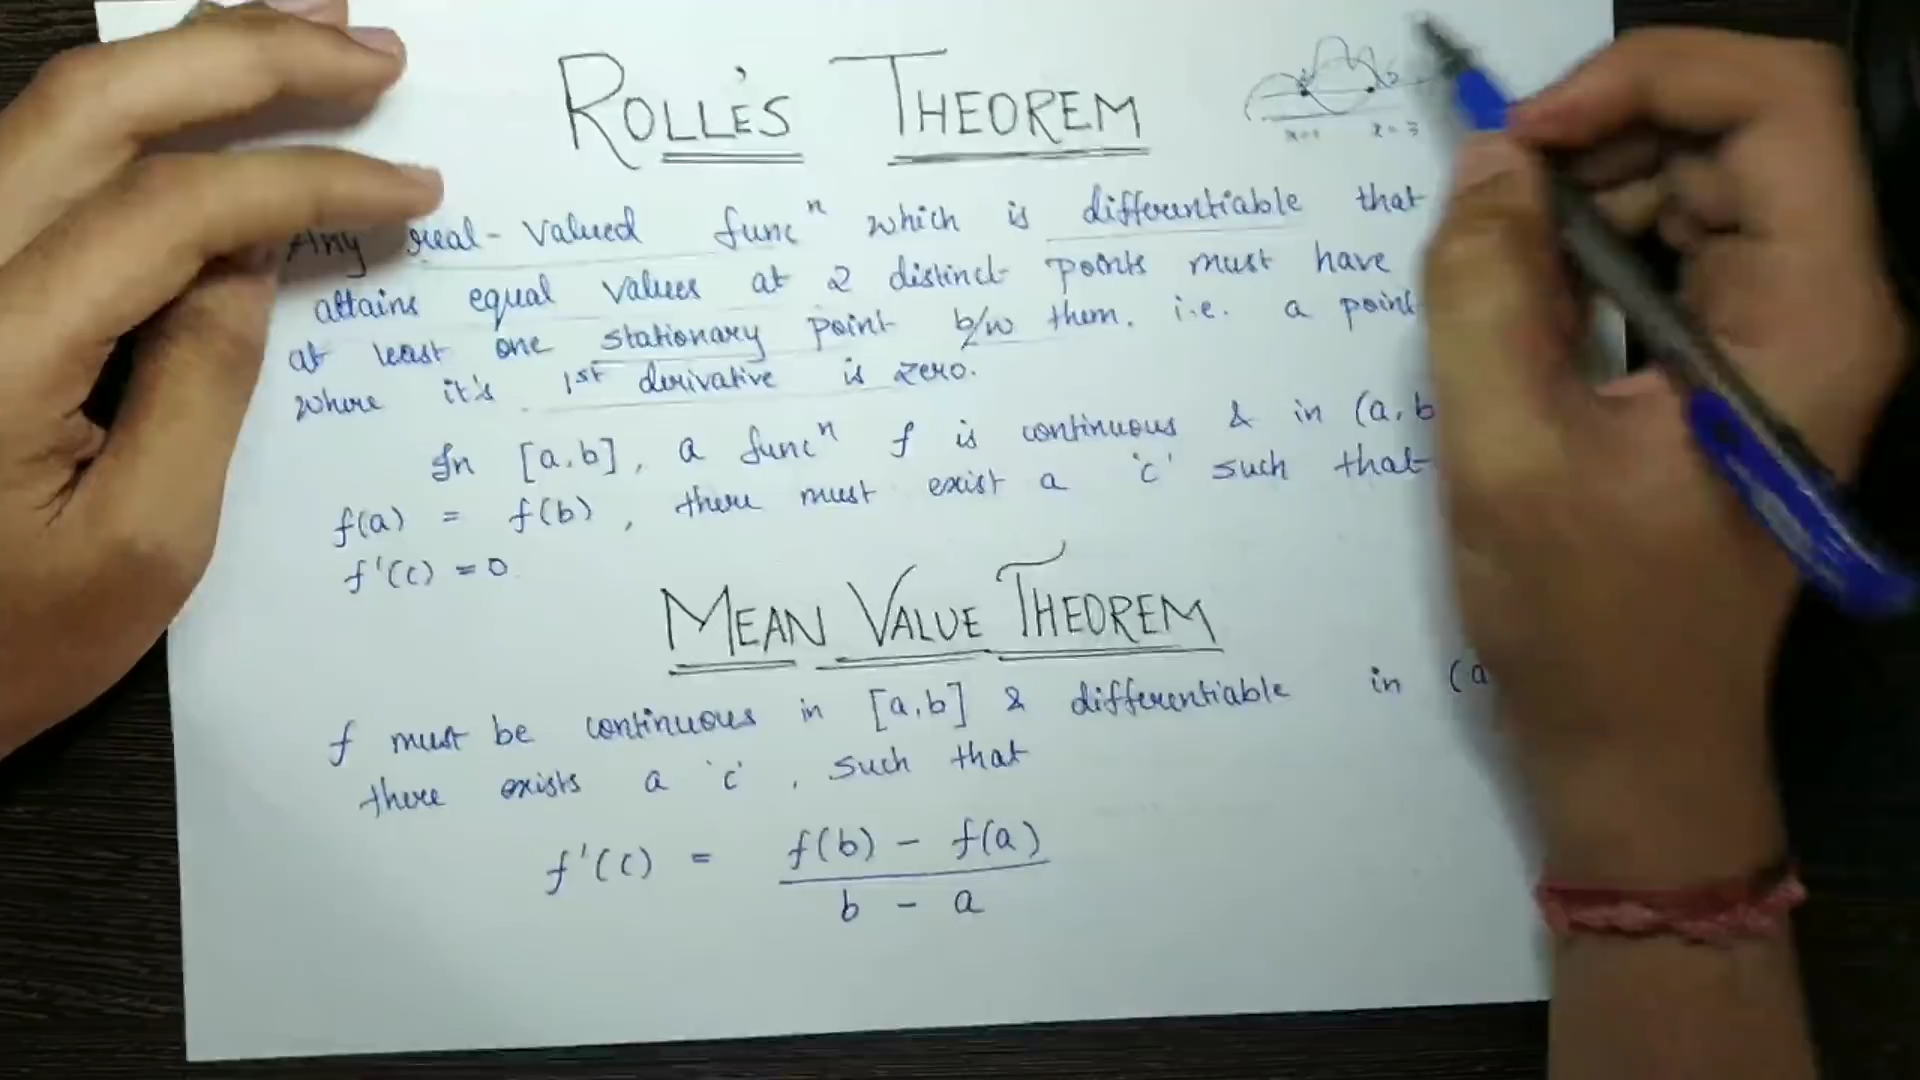 ROLLE'S THEOREM
x=1 x=3
Any real-valued funcⁿ which is differentiable that
attains equal values at 2 distinct points must have
at least one stationary point b/w them. i.e. a point
where it's 1st derivative is zero.
In [a,b], a funcⁿ f is continuous & in (a,b
f(a) = f(b), there must exist a 'c' such that
f'(c) = 0
MEAN VALUE THEOREM
f must be continuous in [a,b] & differentiable in (a
there exists a 'c', such that
f'(c) = f(b) - f(a)
b - a